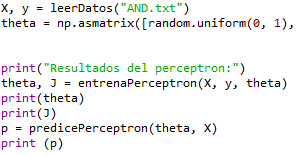 X, y = leerDatos("AND.txt")
theta = np.asmatrix([random.uniform(0, 1),
print("Resultados del perceptron:")
theta, J = entrenaPerceptron(X, y, theta)
print(theta)
print(J)
p = predicePerceptron(theta, X)
print (p)